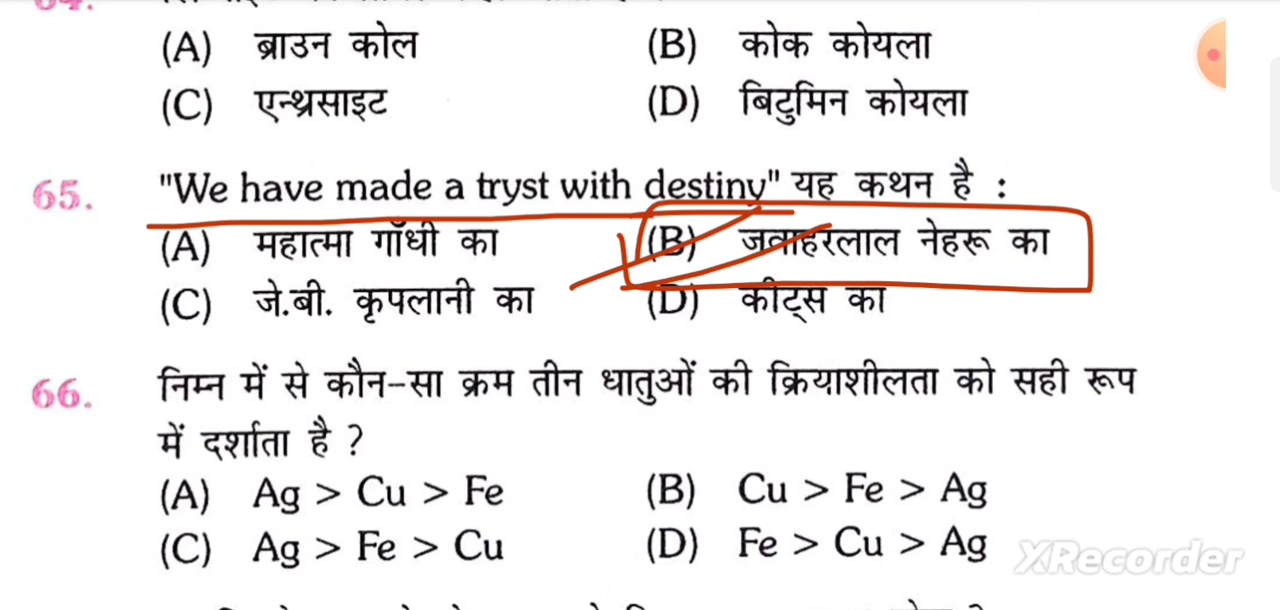 64.
(A) ब्राउन कोल (B) कोक कोयला
(C) एन्थ्रसाइट (D) बिटुमिन कोयला
65. "We have made a tryst with destiny" यह कथन है :
(A) महात्मा गाँधी का (B) जवाहरलाल नेहरू का
(C) जे.बी. कृपलानी का (D) कीट्स का
66. निम्न में से कौन-सा क्रम तीन धातुओं की क्रियाशीलता को सही रूप
में दर्शाता है ?
(A) Ag > Cu > Fe (B) Cu > Fe > Ag
(C) Ag > Fe > Cu (D) Fe > Cu > Ag
XRecorder